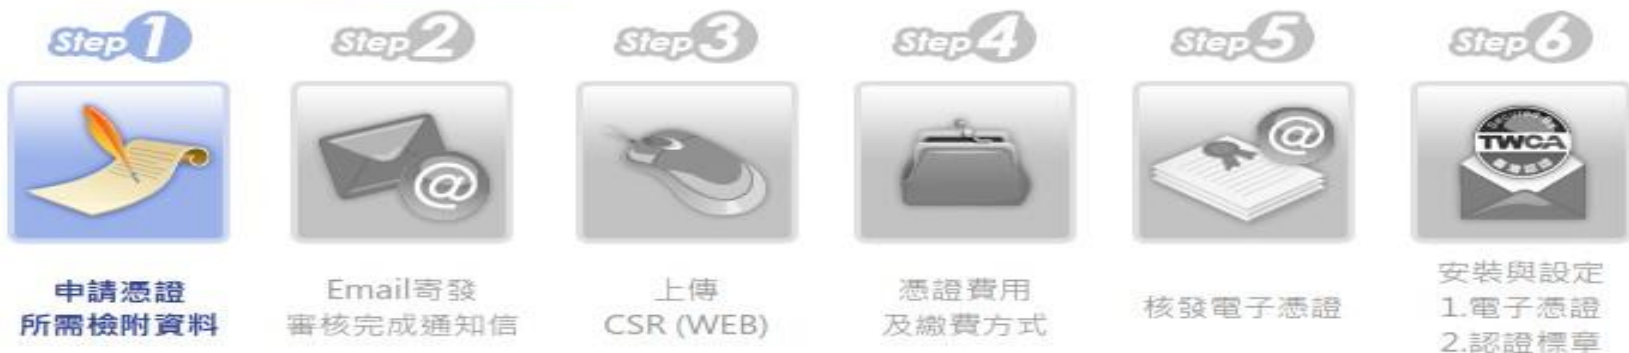 Step 1
申請憑證
所需檢附資料
Step 2
Email寄發
審核完成通知信
Step 3
上傳
CSR (WEB)
Step 4
憑證費用
及繳費方式
Step 5
核發電子憑證
Step 6
SECURED BY
TWCA
安裝與設定
1.電子憑證
2.認證標章